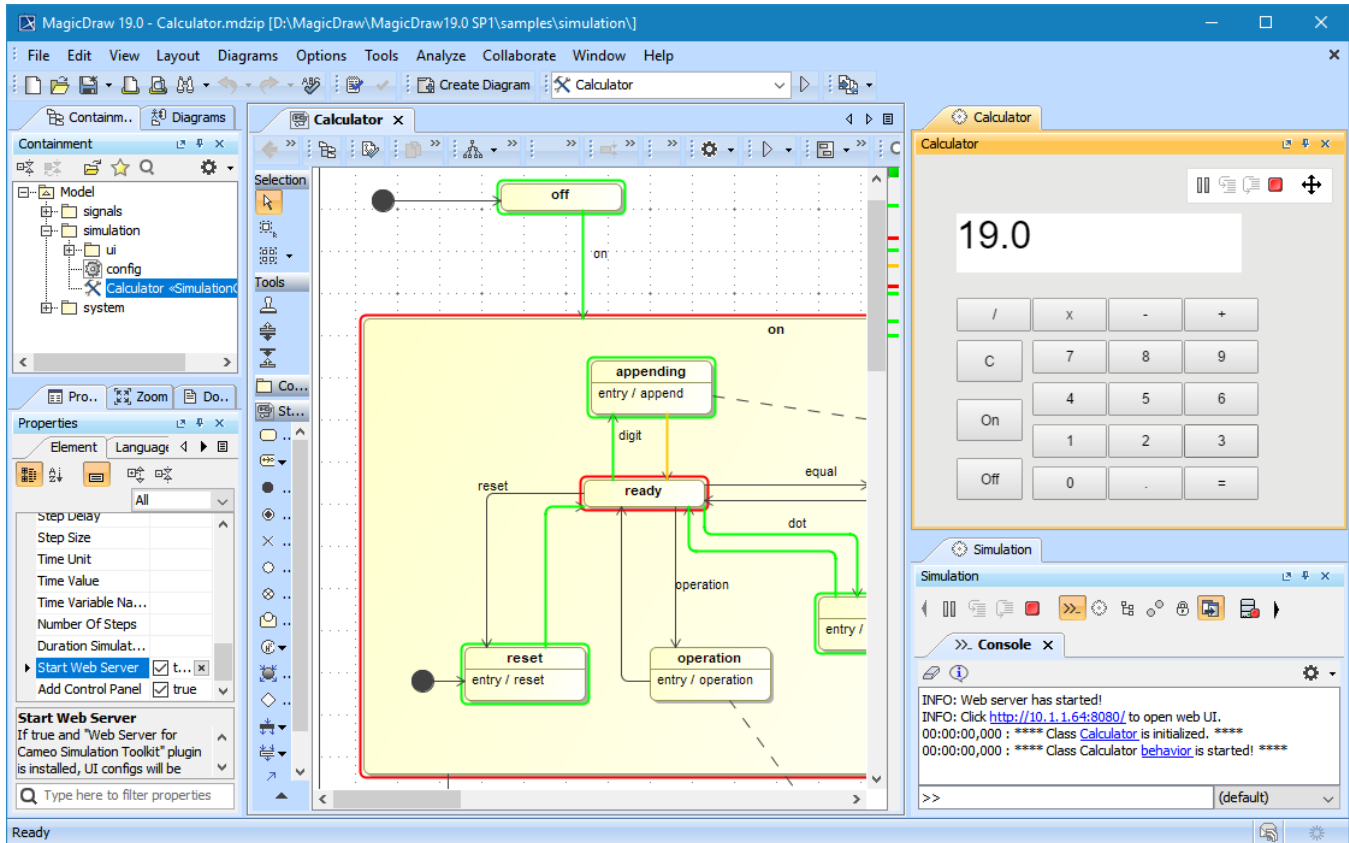 MagicDraw 19.0 - Calculator.mdzip [D:\MagicDraw\MagicDraw19.0 SP1\samples\simulation\]
File Edit View Layout Diagrams Options Tools Analyze Collaborate Window Help
Create Diagram Calculator
Containm.. Diagrams
Containment
Model
signals
simulation
ui
config
Calculator «Simulation
system
Pro.. Zoom Do..
Properties
Element Language
All
Step Delay
Step Size
Time Unit
Time Value
Time Variable Na...
Number Of Steps
Duration Simulat...
Start Web Server t...
Add Control Panel true
Start Web Server
If true and "Web Server for
Cameo Simulation Toolkit" plugin
is installed, UI configs will be
Type here to filter properties
Ready
Calculator
Selection
Tools
Co...
St...
off
on
on
appending
entry / append
digit
ready
reset
equal
dot
operation
entry /
reset
entry / reset
operation
entry / operation
Calculator
Calculator
19.0
/ x - +
C 7 8 9
4 5 6
On
1 2 3
Off 0 . =
Simulation
Simulation
>>_ Console
INFO: Web server has started!
INFO: Click http://10.1.1.64:8080/ to open web UI.
00:00:00,000 : **** Class Calculator is initialized. ****
00:00:00,000 : **** Class Calculator behavior is started! ****
>> (default)